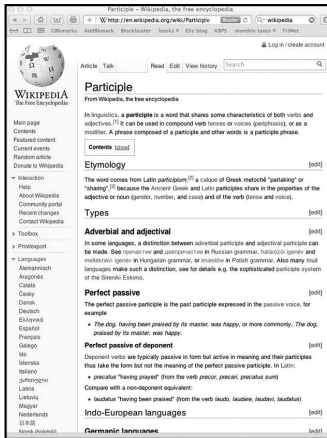 Participle – Wikipedia, the free encyclopedia
W http://en.wikipedia.org/wiki/Participle
Reader
wikipedia
CBkmarks AddBkmark Blockbuster banks Eliz blog KBPS monthly taxes TriMet
Log in / create account
Article Talk Read Edit View history Search
WIKIPEDIA
The Free Encyclopedia
Main page
Contents
Featured content
Current events
Random article
Donate to Wikipedia
Interaction
Help
About Wikipedia
Community portal
Recent changes
Contact Wikipedia
Toolbox
Print/export
Languages
Alemannisch
Aragonés
Català
Česky
Dansk
Deutsch
Ελληνικά
Español
Français
Galego
Ido
Íslenska
Italiano
ქართული
Latina
Lietuvių
Magyar
Nederlands
日本語
Norsk (bokmål)
Participle
From Wikipedia, the free encyclopedia
In linguistics, a participle is a word that shares some characteristics of both verbs and
adjectives.[1] It can be used in compound verb tenses or voices (periphrasis), or as a
modifier. A phrase composed of a participle and other words is a participle phrase.
Contents [show]
Etymology [edit]
The word comes from Latin participium,[2] a calque of Greek metochē "partaking" or
"sharing",[3] because the Ancient Greek and Latin participles share in the properties of the
adjective or noun (gender, number, and case) and of the verb (tense and voice).
Types [edit]
Adverbial and adjectival [edit]
In some languages, a distinction between adverbial participle and adjectival participle can
be made. See причастие and деепричастие in Russian grammar, határozói igenév and
melléknévi igenév in Hungarian grammar, or imiesłów in Polish grammar. Also many Inuit
languages make such a distinction, see for details e.g. the sophisticated participle system
of the Sireniki Eskimo.
Perfect passive [edit]
The perfect passive participle is the past participle expressed in the passive voice, for
example
• The dog, having been praised by its master, was happy, or more commonly, The dog,
praised by its master, was happy.
Perfect passive of deponent [edit]
Deponent verbs are typically passive in form but active in meaning and their participles
thus take the form but not the meaning of the perfect passive participle. In Latin:
• precatus "having prayed" (from the verb precor, precari, precatus sum)
Compare with a non-deponent equivalent:
• laudatus "having been praised" (from the verb laudo, laudare, laudavi, laudatus)
Indo-European languages [edit]
Germanic languages [edit]